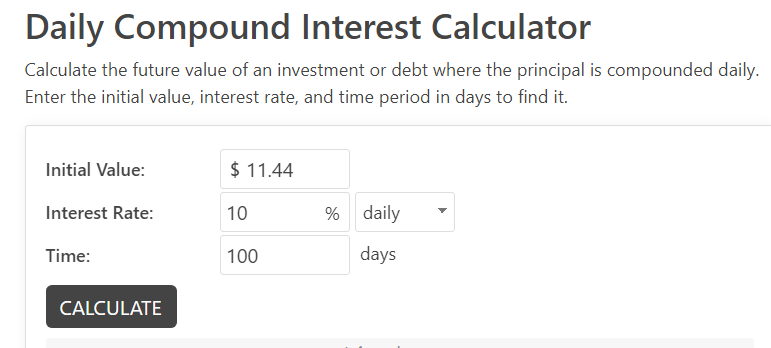 Daily Compound Interest Calculator
Calculate the future value of an investment or debt where the principal is compounded daily.
Enter the initial value, interest rate, and time period in days to find it.
Initial Value: $ 11.44
Interest Rate: 10 % daily
Time: 100 days
CALCULATE